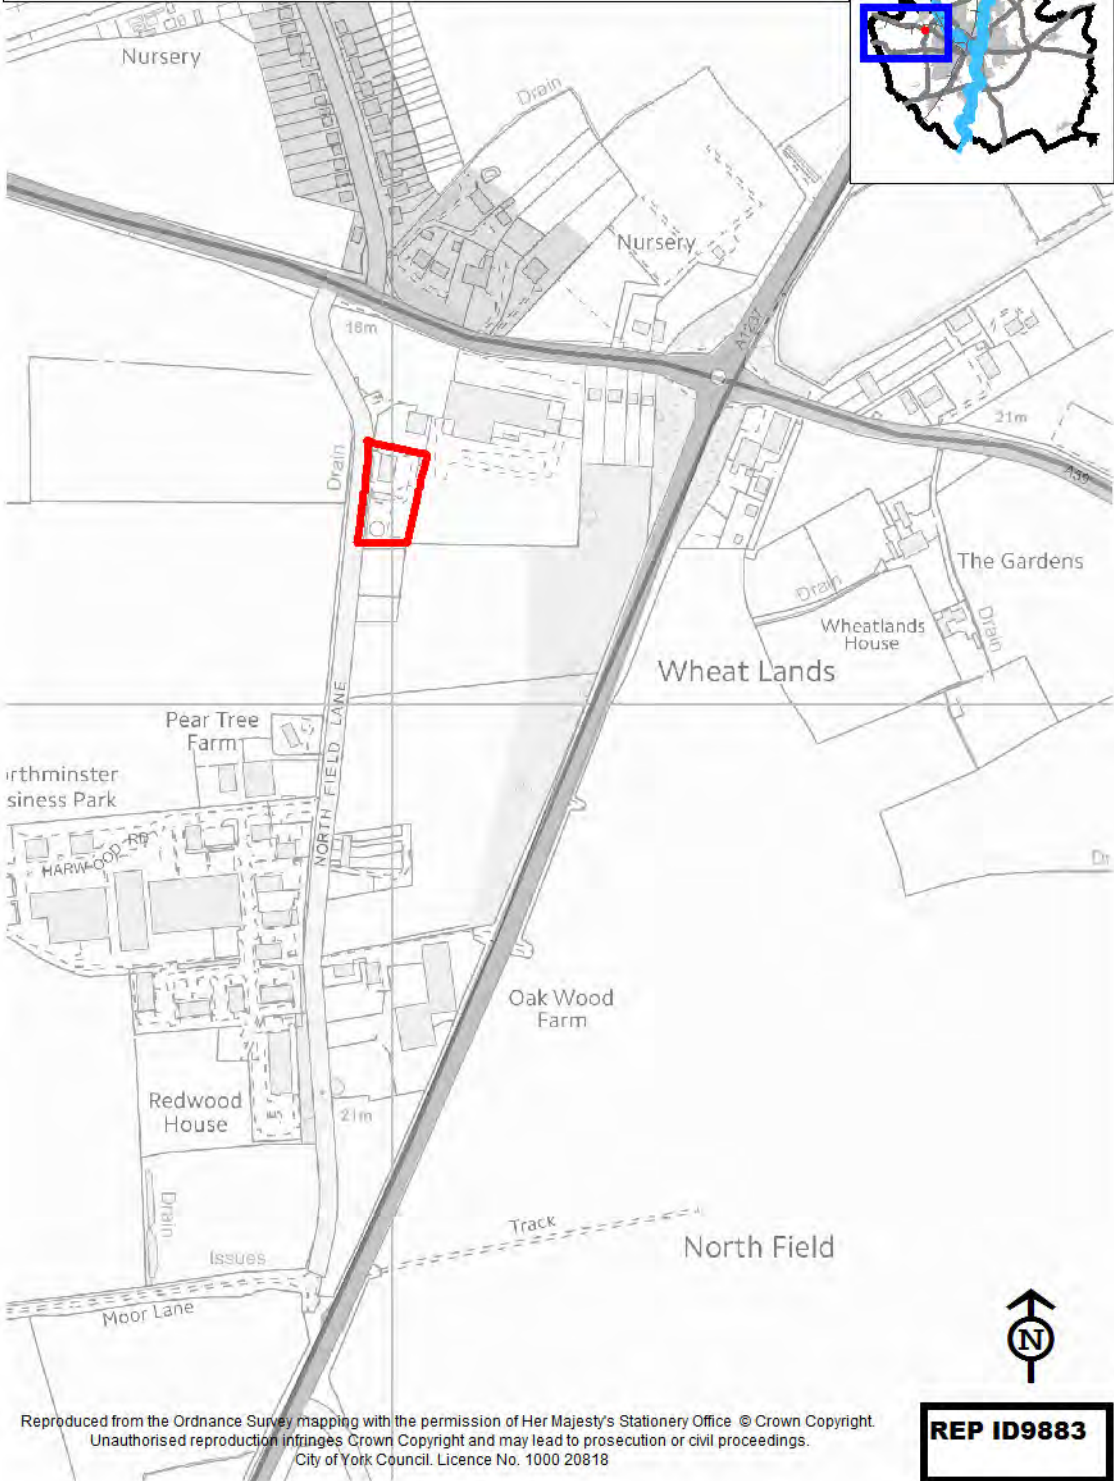 Nursery
Drain
Nursery
A1237
16m
21m
A59
Drain
The Gardens
Drain
Wheatlands
House
Drain
Wheat Lands
NORTH FIELD LANE
Pear Tree
Farm
rthminster
siness Park
HARWOOD RD
Dr
Oak Wood
Farm
Redwood
House
21m
Drain
Track
North Field
Issues
Moor Lane
N
Reproduced from the Ordnance Survey mapping with the permission of Her Majesty's Stationery Office © Crown Copyright.
Unauthorised reproduction infringes Crown Copyright and may lead to prosecution or civil proceedings.
City of York Council. Licence No. 1000 20818
REP ID9883